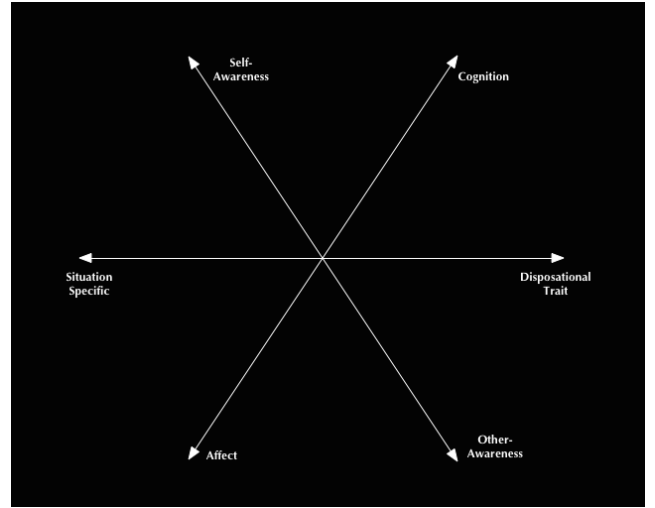 Self-
Awareness
Cognition
Situation
Specific
Disposational
Trait
Affect
Other-
Awareness